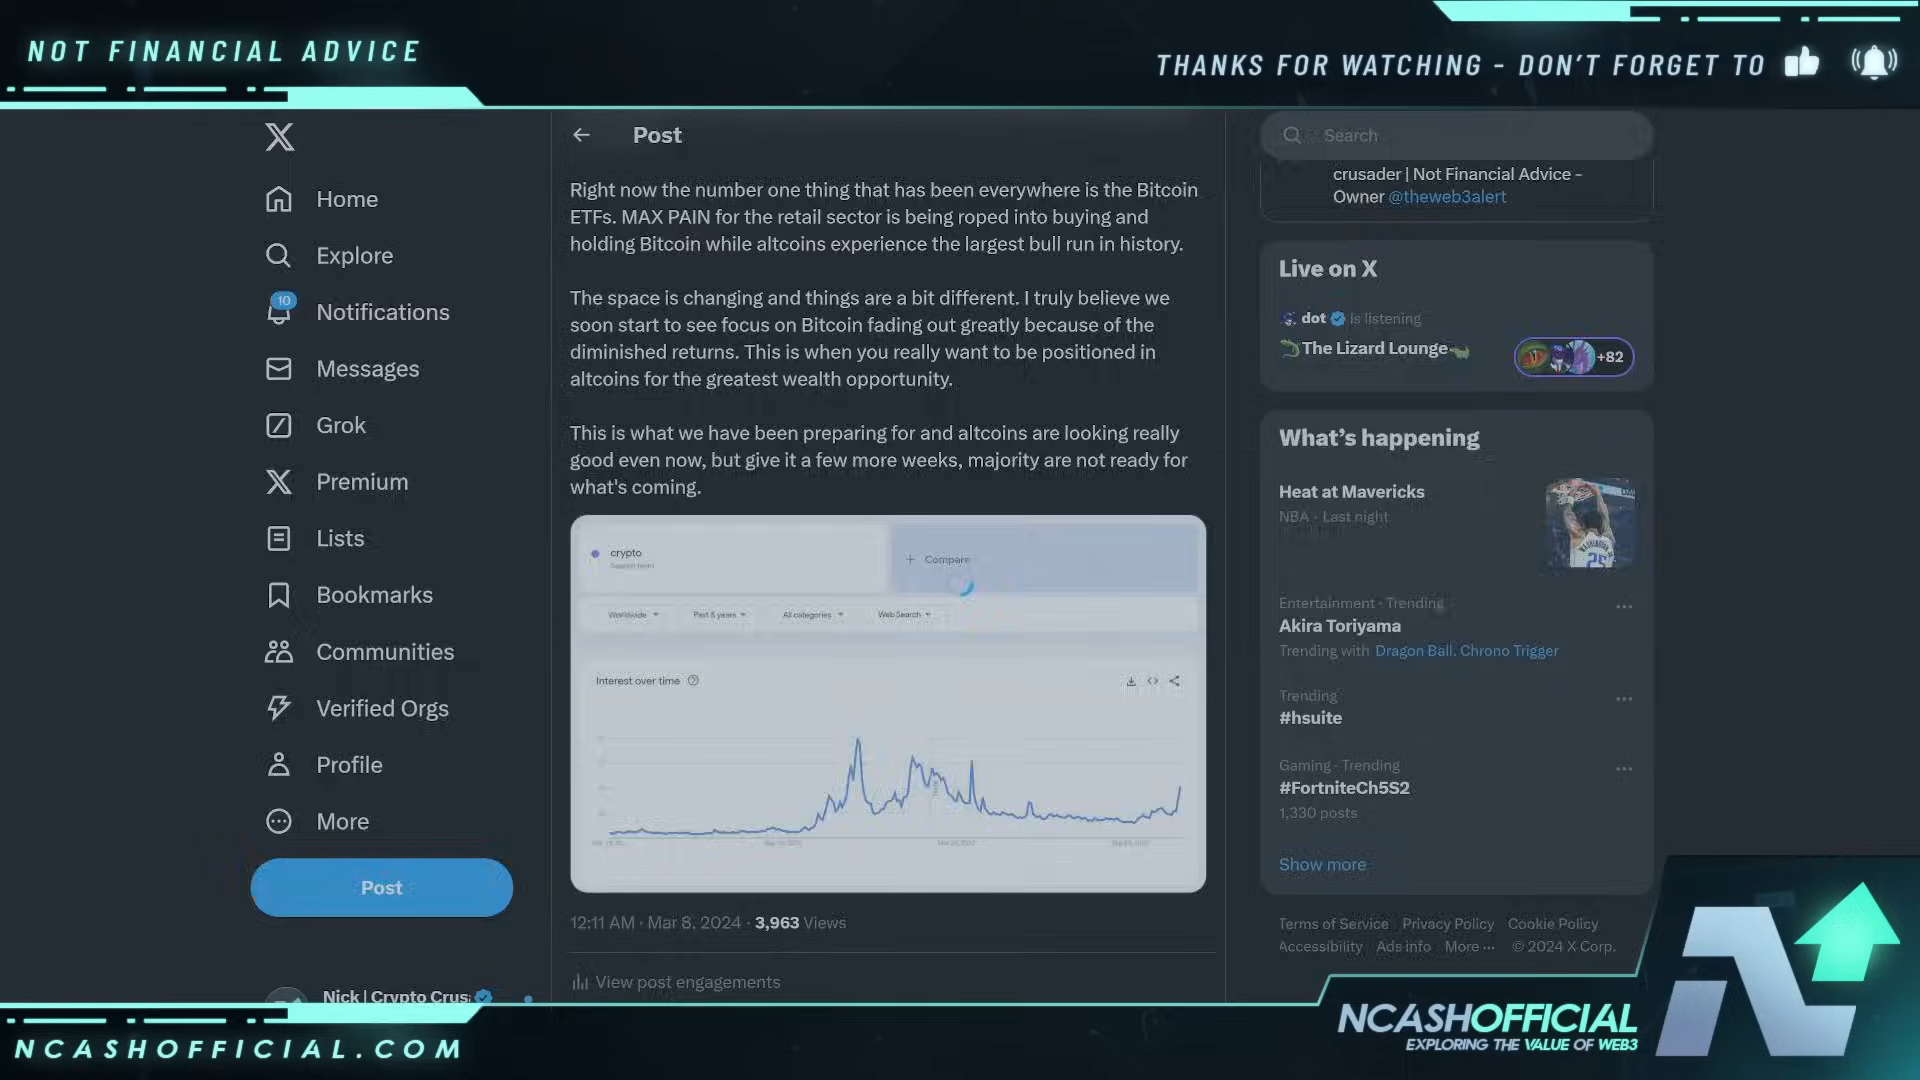 NOT FINANCIAL ADVICE
THANKS FOR WATCHING - DON'T FORGET TO
Home
Explore
10
Notifications
Messages
Grok
Premium
Lists
Bookmarks
Communities
Verified Orgs
Profile
More
Post
Nick | Crypto Crus
Post
Right now the number one thing that has been everywhere is the Bitcoin
ETFs. MAX PAIN for the retail sector is being roped into buying and
holding Bitcoin while altcoins experience the largest bull run in history.
The space is changing and things are a bit different. I truly believe we
soon start to see focus on Bitcoin fading out greatly because of the
diminished returns. This is when you really want to be positioned in
altcoins for the greatest wealth opportunity.
This is what we have been preparing for and altcoins are looking really
good even now, but give it a few more weeks, majority are not ready for
what's coming.
crypto
Search term
+ Compare
Worldwide
Past 5 years
All categories
Web Search
Interest over time
12:11 AM · Mar 8, 2024 · 3,963 Views
View post engagements
Search
crusader | Not Financial Advice -
Owner @theweb3alert
Live on X
dot is listening
The Lizard Lounge
+82
What's happening
Heat at Mavericks
NBA · Last night
Entertainment · Trending
Akira Toriyama
Trending with Dragon Ball, Chrono Trigger
Trending
#hsuite
Gaming · Trending
#FortniteCh5S2
1,330 posts
Show more
Terms of Service Privacy Policy Cookie Policy
Accessibility Ads info More ··· © 2024 X Corp.
NCASHOFFICIAL.COM
NCASHOFFICIAL
EXPLORING THE VALUE OF WEB3